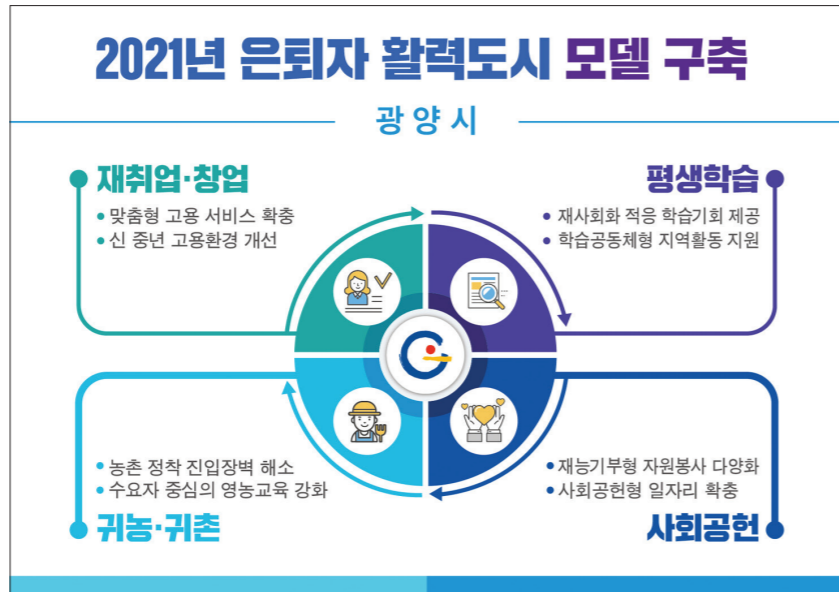 2021년 은퇴자 활력도시 모델 구축
광양시
재취업·창업
• 맞춤형 고용 서비스 확충
• 신 중년 고용환경 개선
평생학습
• 재사회화 적응 학습기회 제공
• 학습공동체형 지역활동 지원
• 농촌 정착 진입장벽 해소
• 수요자 중심의 영농교육 강화
귀농·귀촌
• 재능기부형 자원봉사 다양화
• 사회공헌형 일자리 확충
사회공헌